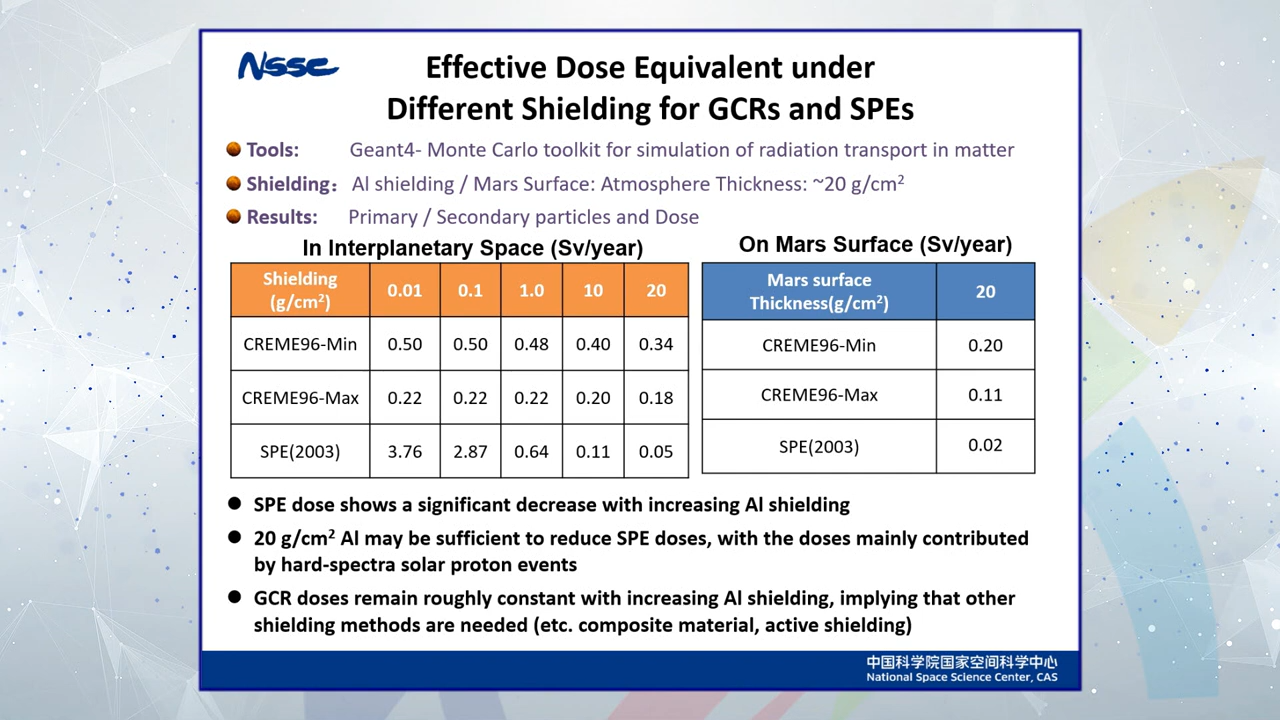 NSSC
Effective Dose Equivalent under
Different Shielding for GCRs and SPEs
Tools: Geant4- Monte Carlo toolkit for simulation of radiation transport in matter
Shielding： Al shielding / Mars Surface: Atmosphere Thickness: ~20 g/cm²
Results: Primary / Secondary particles and Dose
In Interplanetary Space (Sv/year)
Shielding
(g/cm²) 0.01 0.1 1.0 10 20
CREME96-Min 0.50 0.50 0.48 0.40 0.34
CREME96-Max 0.22 0.22 0.22 0.20 0.18
SPE(2003) 3.76 2.87 0.64 0.11 0.05
On Mars Surface (Sv/year)
Mars surface
Thickness(g/cm²) 20
CREME96-Min 0.20
CREME96-Max 0.11
SPE(2003) 0.02
SPE dose shows a significant decrease with increasing Al shielding
20 g/cm² Al may be sufficient to reduce SPE doses, with the doses mainly contributed
by hard-spectra solar proton events
GCR doses remain roughly constant with increasing Al shielding, implying that other
shielding methods are needed (etc. composite material, active shielding)
中国科学院国家空间科学中心
National Space Science Center, CAS